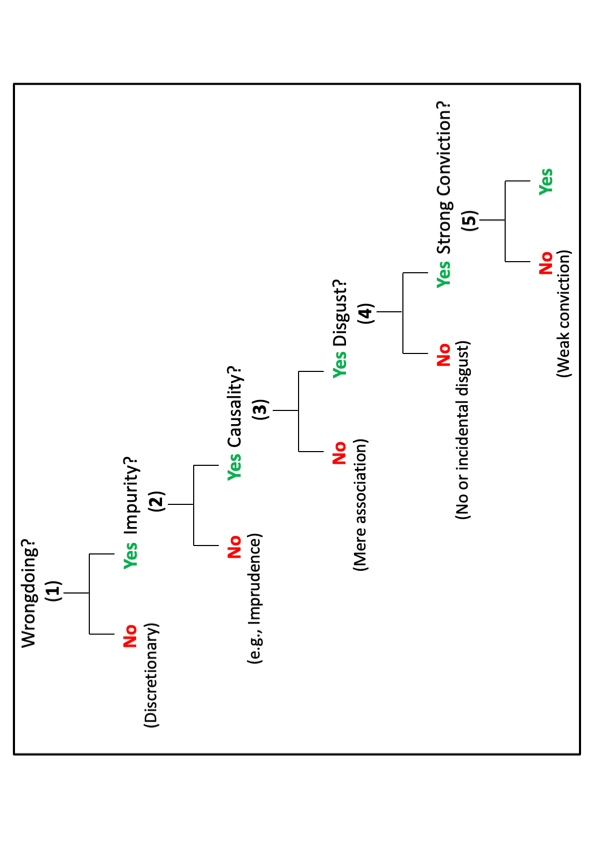 Wrongdoing?
(1)
No
(Discretionary)
Yes Impurity?
(2)
No
(e.g., Imprudence)
Yes Causality?
(3)
No
(Mere association)
Yes Disgust?
(4)
No
(No or incidental disgust)
Yes Strong Conviction?
(5)
No
(Weak conviction)
Yes